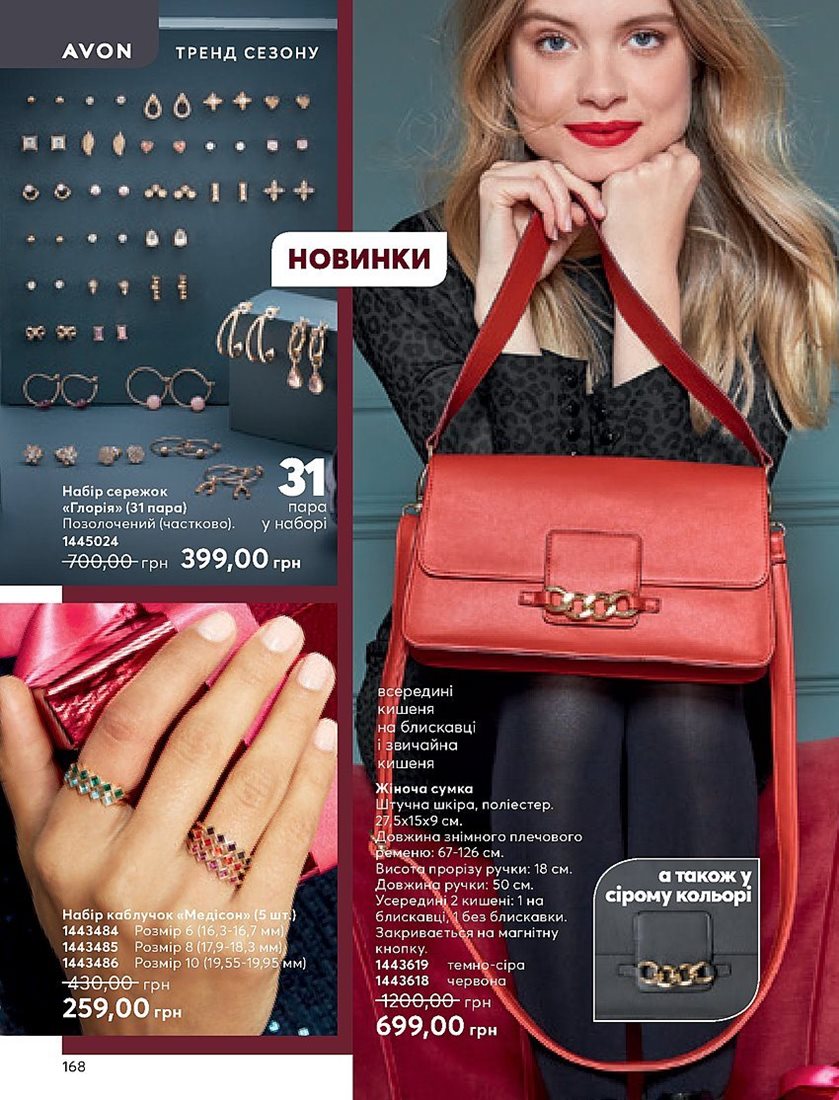 AVON
ТРЕНД СЕЗОНУ
НОВИНКИ
31
пара
у наборі
Набір сережок
«Глорія» (31 пара)
Позолочений (частково).
1445024
700,00 грн 399,00 грн
Набір каблучок «Медісон» (5 шт.)
1443484 Розмір 6 (16,3-16,7 мм)
1443485 Розмір 8 (17,9-18,3 мм)
1443486 Розмір 10 (19,55-19,95 мм)
430,00 грн
259,00 грн
всередині
кишеня
на блискавці
і звичайна
кишеня
Жіноча сумка
Штучна шкіра, поліестер.
27,5х15х9 см.
Довжина знімного плечового
ременю: 67-126 см.
Висота прорізу ручки: 18 см.
Довжина ручки: 50 см.
Усередині 2 кишені: 1 на
блискавці, 1 без блискавки.
Закривається на магнітну
кнопку.
1443619 темно-сіра
1443618 червона
1200,00 грн
699,00 грн
а також у
сірому кольорі
168